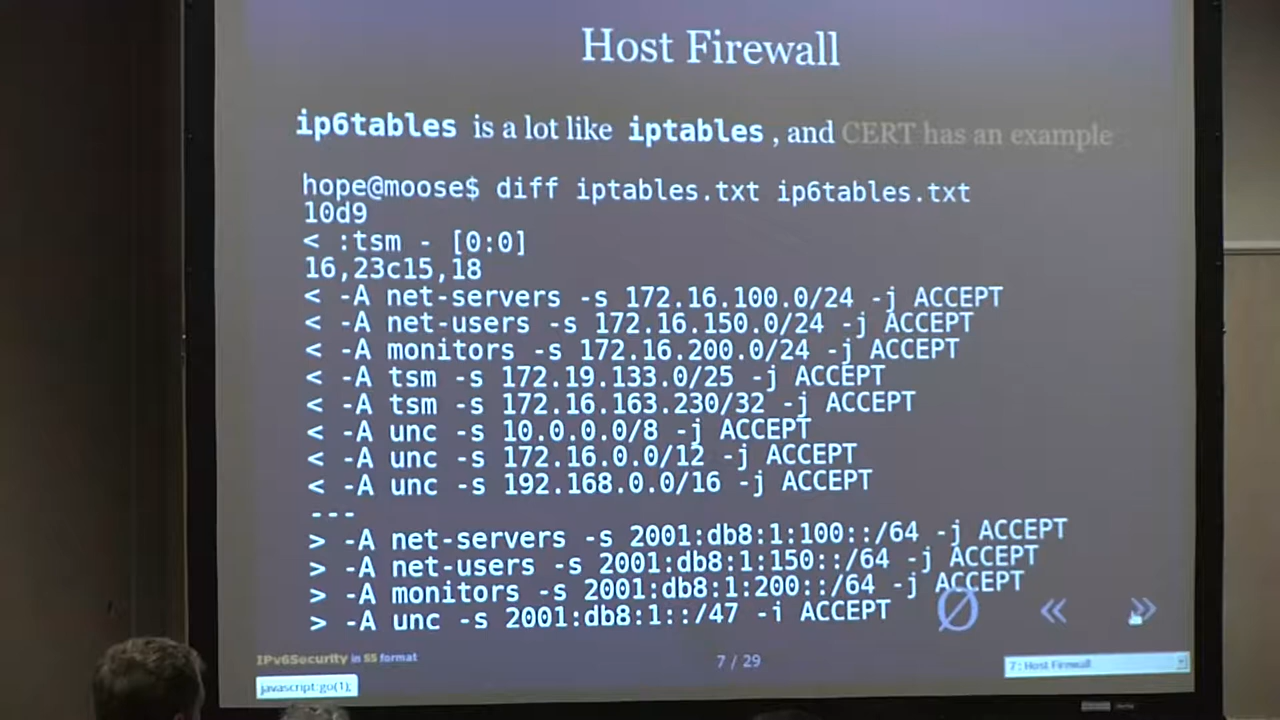 Host Firewall
ip6tables is a lot like iptables , and CERT has an example
hope@moose$ diff iptables.txt ip6tables.txt
10d9
< :tsm - [0:0]
16,23c15,18
< -A net-servers -s 172.16.100.0/24 -j ACCEPT
< -A net-users -s 172.16.150.0/24 -j ACCEPT
< -A monitors -s 172.16.200.0/24 -j ACCEPT
< -A tsm -s 172.19.133.0/25 -j ACCEPT
< -A tsm -s 172.16.163.230/32 -j ACCEPT
< -A unc -s 10.0.0.0/8 -j ACCEPT
< -A unc -s 172.16.0.0/12 -j ACCEPT
< -A unc -s 192.168.0.0/16 -j ACCEPT
---
> -A net-servers -s 2001:db8:1:100::/64 -j ACCEPT
> -A net-users -s 2001:db8:1:150::/64 -j ACCEPT
> -A monitors -s 2001:db8:1:200::/64 -j ACCEPT
> -A unc -s 2001:db8:1::/47 -i ACCEPT
Ø « »
IPv6Security in S5 format
7 / 29
7 : Host Firewall
javascript:go(1);